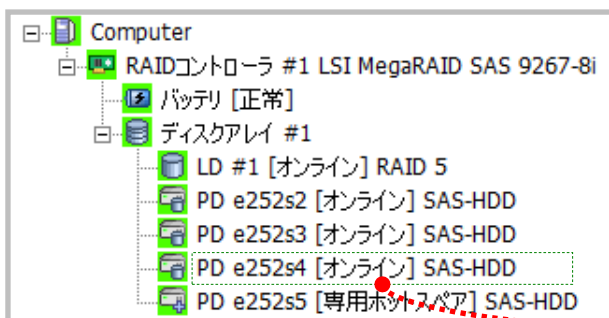 Computer
RAIDコントローラ #1 LSI MegaRAID SAS 9267-8i
バッテリ [正常]
ディスクアレイ #1
LD #1 [オンライン] RAID 5
PD e252s2 [オンライン] SAS-HDD
PD e252s3 [オンライン] SAS-HDD
PD e252s4 [オンライン] SAS-HDD
PD e252s5 [専用ホットスペア] SAS-HDD